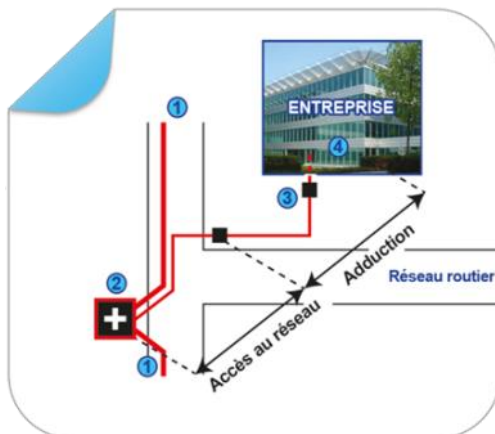 1
ENTREPRISE
4
3
Adduction
2
Réseau routier
Accès au réseau
1